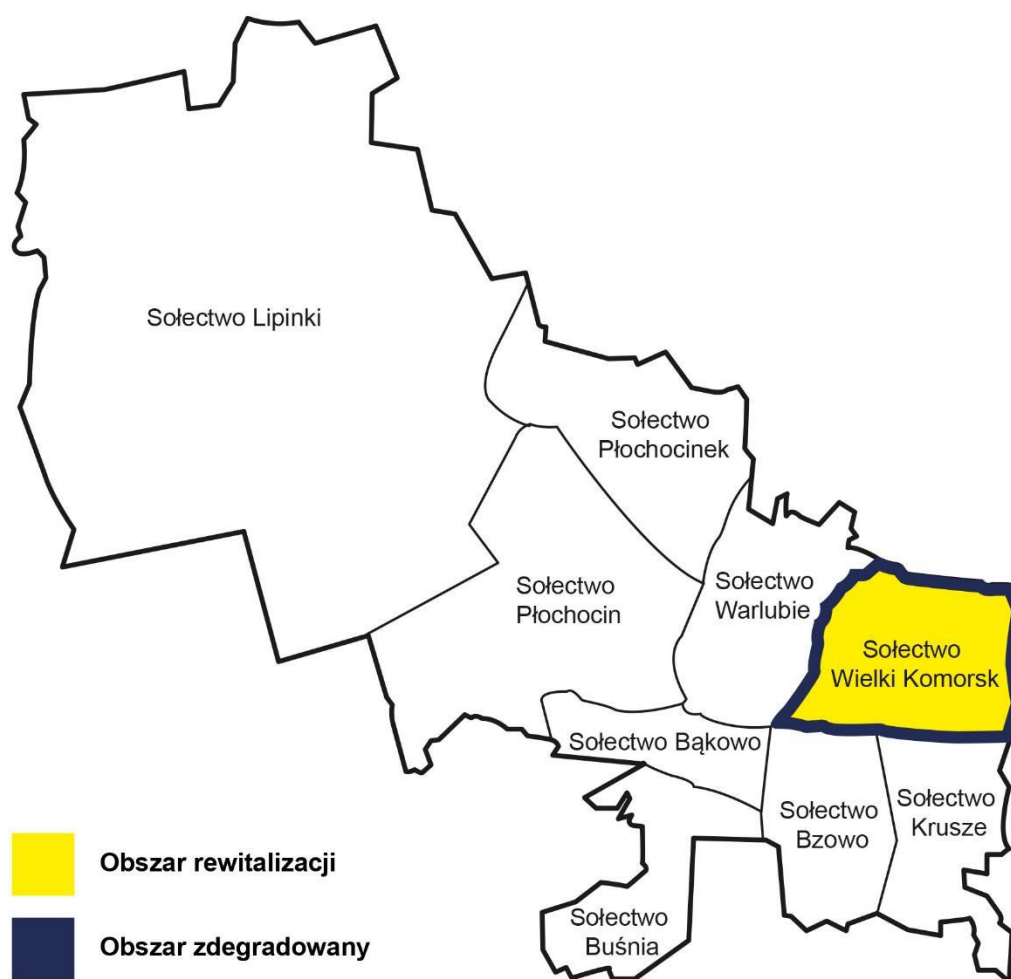 Sołectwo Lipinki
Sołectwo
Płochocinek
Sołectwo
Płochocin
Sołectwo
Warlubie
Sołectwo
Wielki Komorsk
Sołectwo Bąkowo
Sołectwo
Bzowo
Sołectwo
Krusze
Sołectwo
Buśnia
Obszar rewitalizacji
Obszar zdegradowany